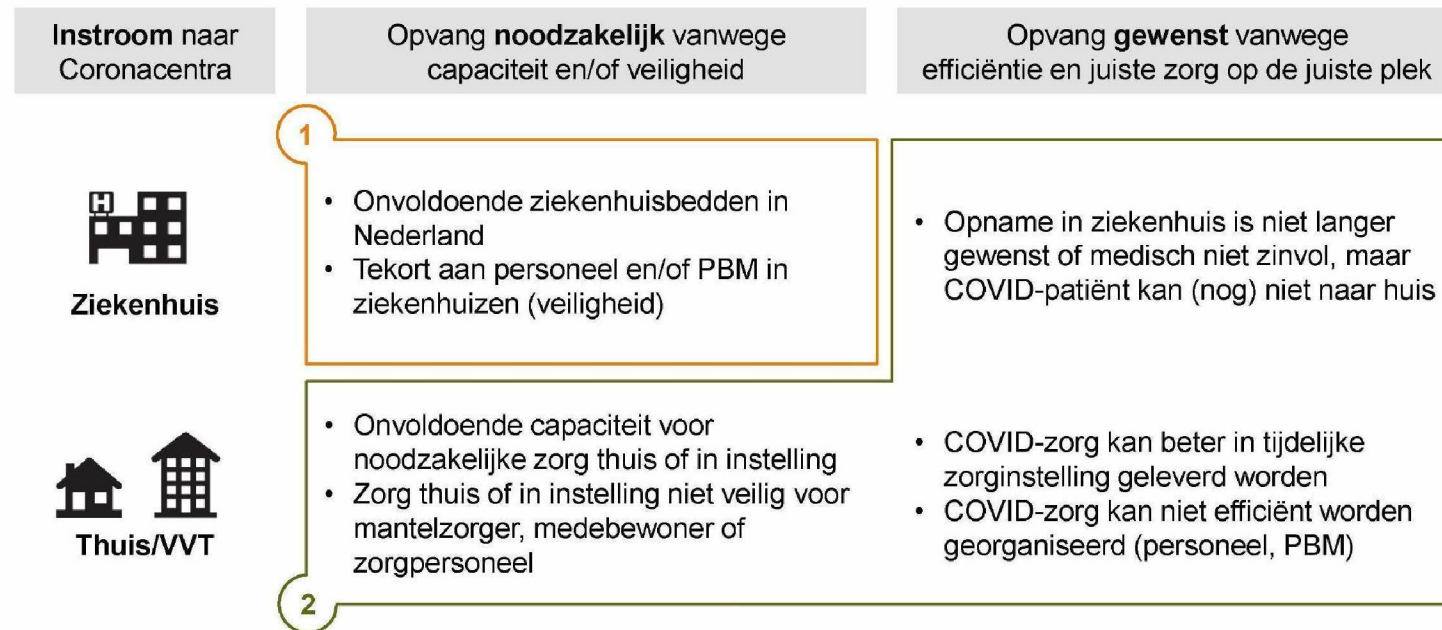 Instroom naar
Coronacentra
Opvang noodzakelijk vanwege
capaciteit en/of veiligheid
Opvang gewenst vanwege
efficiëntie en juiste zorg op de juiste plek
1
H
Ziekenhuis
• Onvoldoende ziekenhuisbedden in
Nederland
• Tekort aan personeel en/of PBM in
ziekenhuizen (veiligheid)
• Opname in ziekenhuis is niet langer
gewenst of medisch niet zinvol, maar
COVID-patiënt kan (nog) niet naar huis
Thuis/VVT
• Onvoldoende capaciteit voor
noodzakelijke zorg thuis of in instelling
• Zorg thuis of in instelling niet veilig voor
mantelzorger, medebewoner of
zorgpersoneel
• COVID-zorg kan beter in tijdelijke
zorginstelling geleverd worden
• COVID-zorg kan niet efficiënt worden
georganiseerd (personeel, PBM)
2